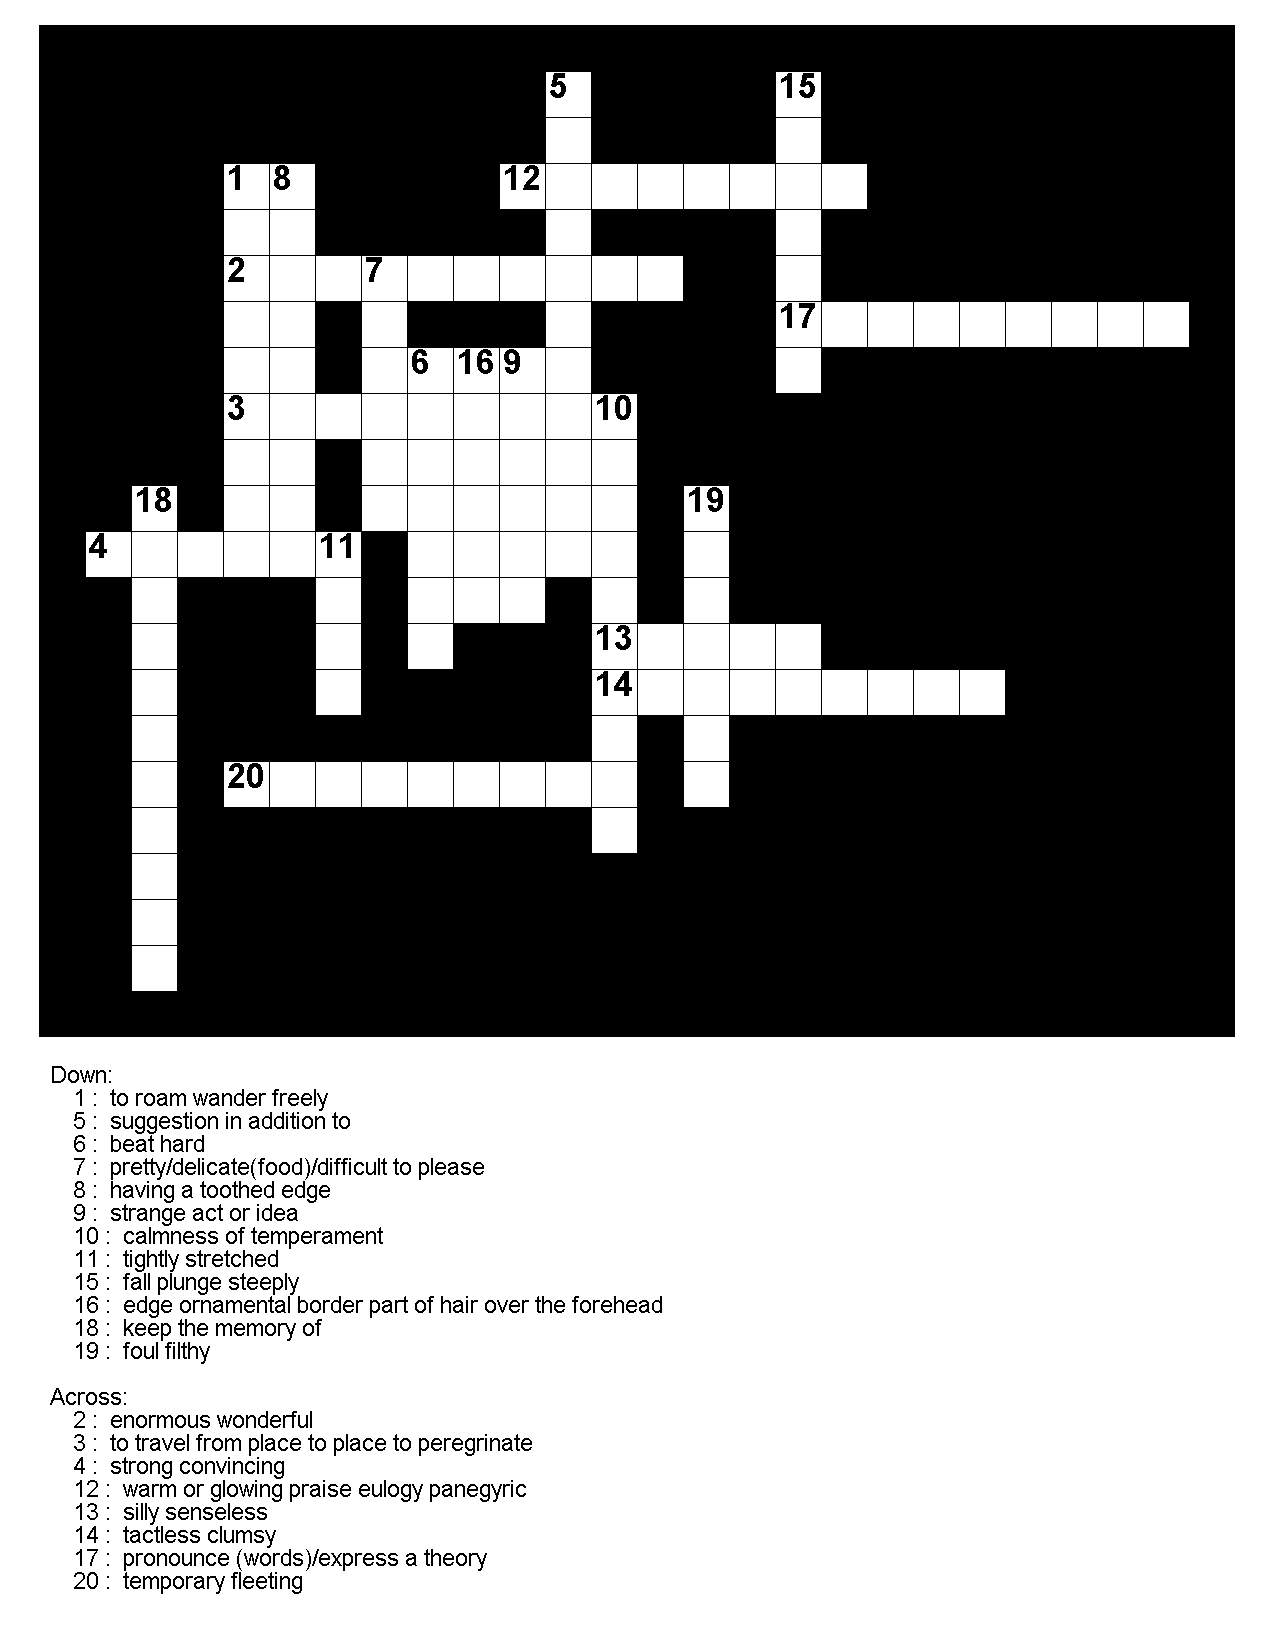 5 15
1 8 12
2 7
17
6 16 9
3 10
18 19
4 11
13
14
20
Down:
1 : to roam wander freely
5 : suggestion in addition to
6 : beat hard
7 : pretty/delicate(food)/difficult to please
8 : having a toothed edge
9 : strange act or idea
10 : calmness of temperament
11 : tightly stretched
15 : fall plunge steeply
16 : edge ornamental border part of hair over the forehead
18 : keep the memory of
19 : foul filthy
Across:
2 : enormous wonderful
3 : to travel from place to place to peregrinate
4 : strong convincing
12 : warm or glowing praise eulogy panegyric
13 : silly senseless
14 : tactless clumsy
17 : pronounce (words)/express a theory
20 : temporary fleeting